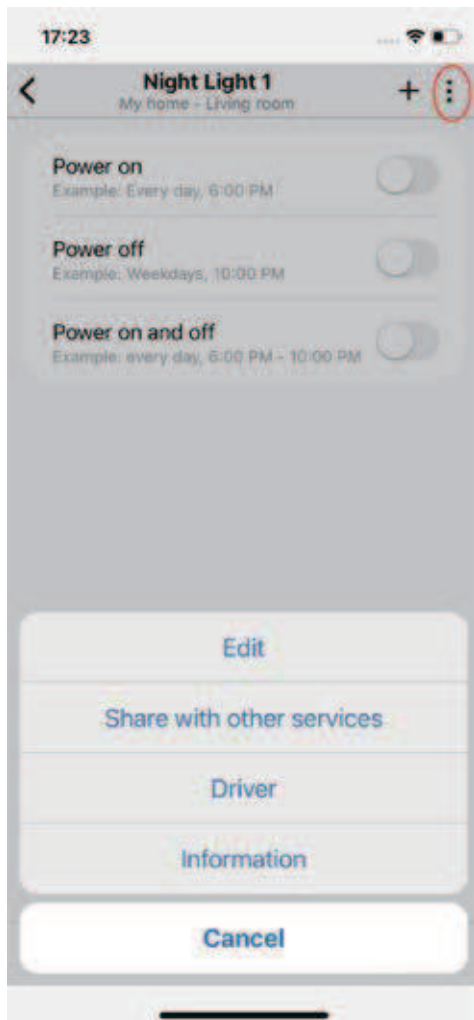 17:23
Night Light 1
My home - Living room
Power on
Example: Every day, 6:00 PM
Power off
Example: Weekdays, 10:00 PM
Power on and off
Example: every day, 6:00 PM - 10:00 PM
Edit
Share with other services
Driver
Information
Cancel